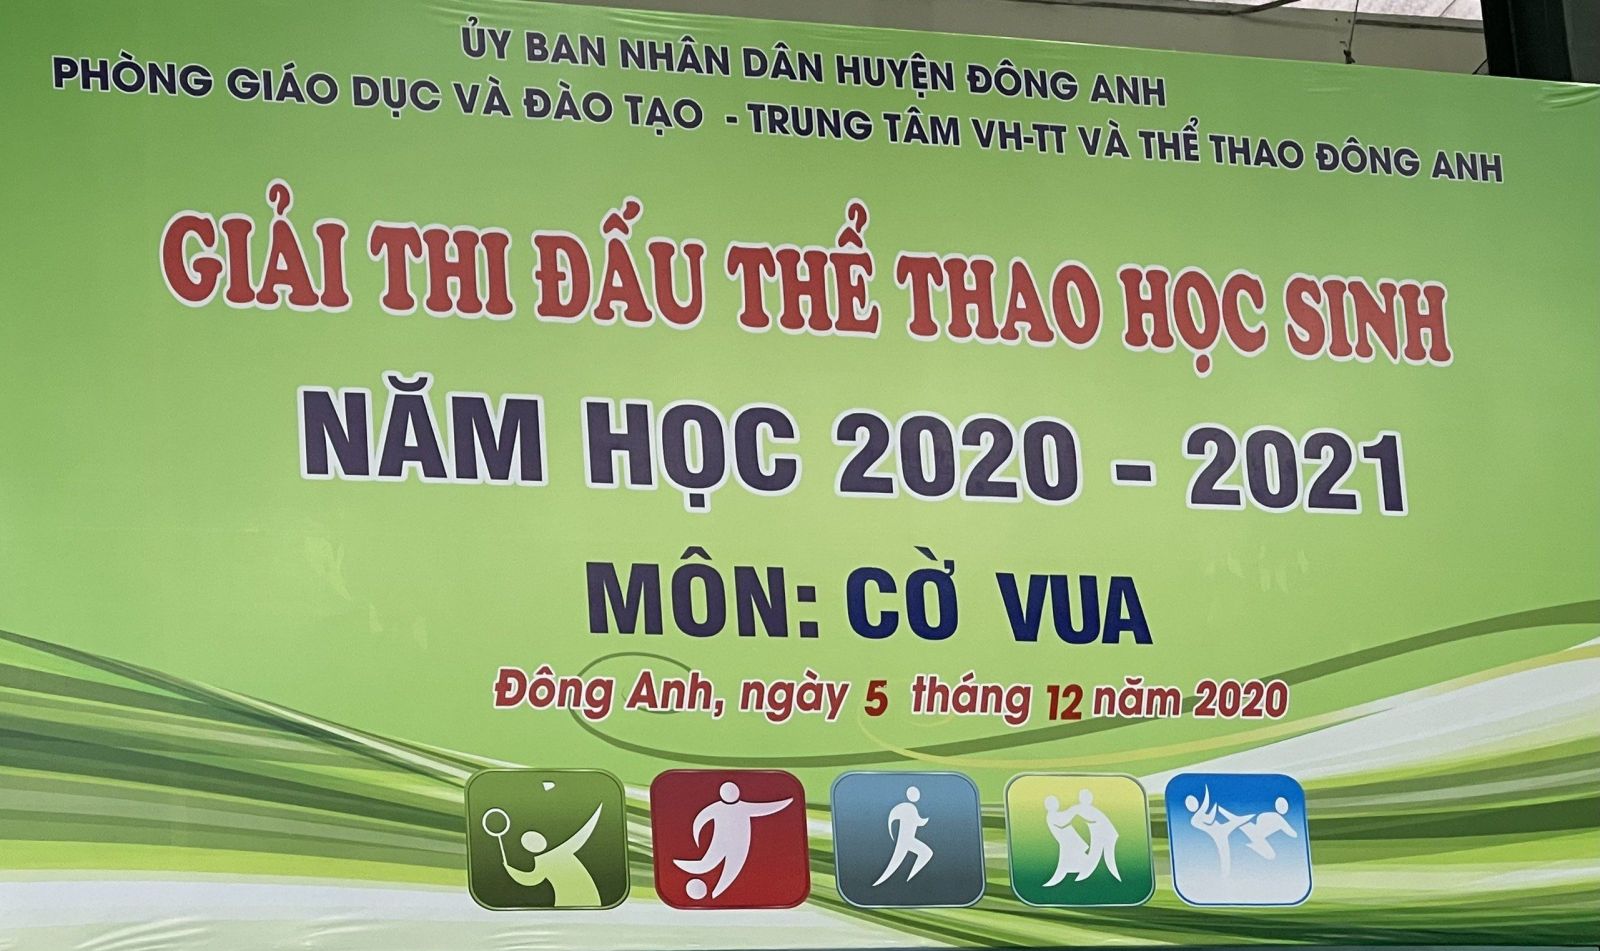 ỦY BAN NHÂN DÂN HUYỆN ĐÔNG ANH
PHÒNG GIÁO DỤC VÀ ĐÀO TẠO - TRUNG TÂM VH-TT VÀ THỂ THAO ĐÔNG ANH
GIẢI THI ĐẤU THỂ THAO HỌC SINH
NĂM HỌC 2020 - 2021
MÔN: CỜ VUA
Đông Anh, ngày 5 tháng 12 năm 2020